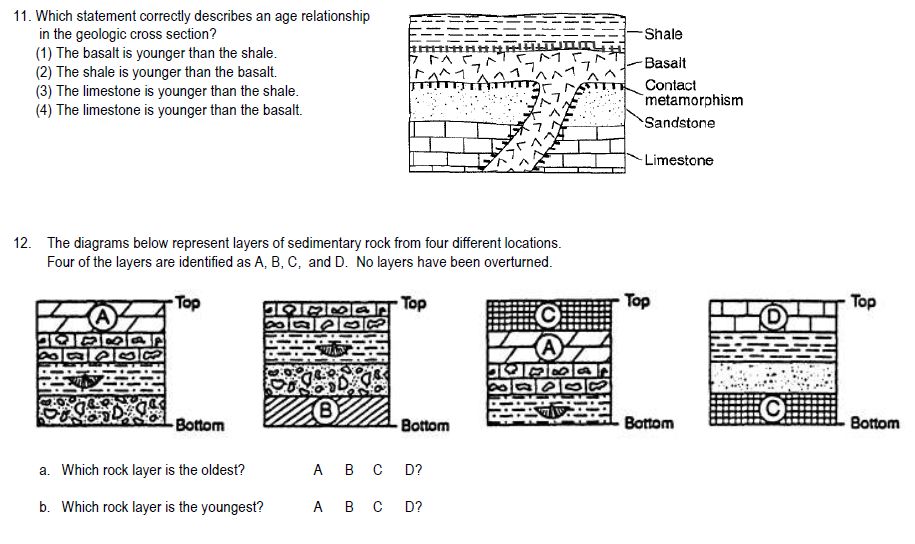 11. Which statement correctly describes an age relationship
in the geologic cross section?
(1) The basalt is younger than the shale.
(2) The shale is younger than the basalt.
(3) The limestone is younger than the shale.
(4) The limestone is younger than the basalt.
Shale
Basalt
Contact
metamorphism
Sandstone
Limestone
12. The diagrams below represent layers of sedimentary rock from four different locations.
Four of the layers are identified as A, B, C, and D. No layers have been overturned.
Top
A
Bottom
Top
B
Bottom
Top
C
A
Bottom
Top
D
C
Bottom
a. Which rock layer is the oldest? A B C D?
b. Which rock layer is the youngest? A B C D?